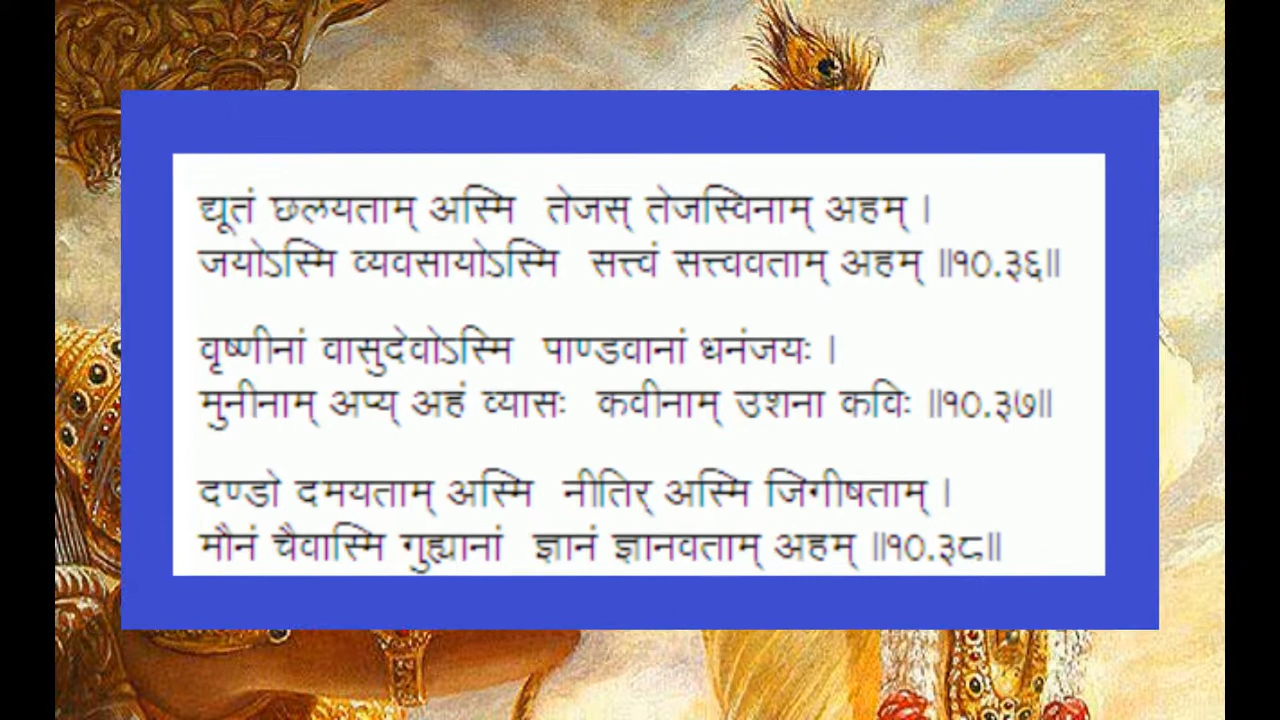 द्यूतं छलयताम् अस्मि तेजस् तेजस्विनाम् अहम् ।
जयोऽस्मि व्यवसायोऽस्मि सत्त्वं सत्त्ववताम् अहम् ॥१०.३६॥
वृष्णीनां वासुदेवोऽस्मि पाण्डवानां धनंजयः ।
मुनीनाम् अप्य् अहं व्यासः कवीनाम् उशना कविः ॥१०.३७॥
दण्डो दमयताम् अस्मि नीतिर् अस्मि जिगीषताम् ।
मौनं चैवास्मि गुह्यानां ज्ञानं ज्ञानवताम् अहम् ॥१०.३८॥